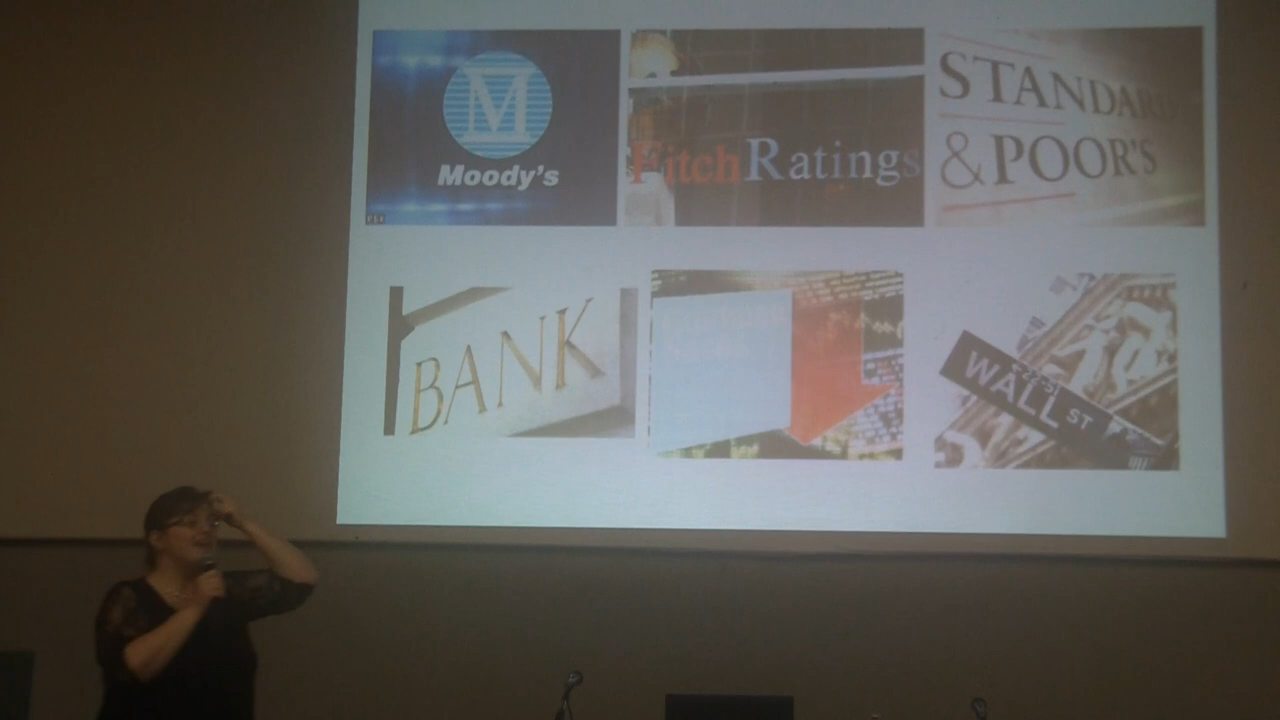 M
Moody's
FitchRatings
STANDARD
& POOR'S
BANK
WALL ST